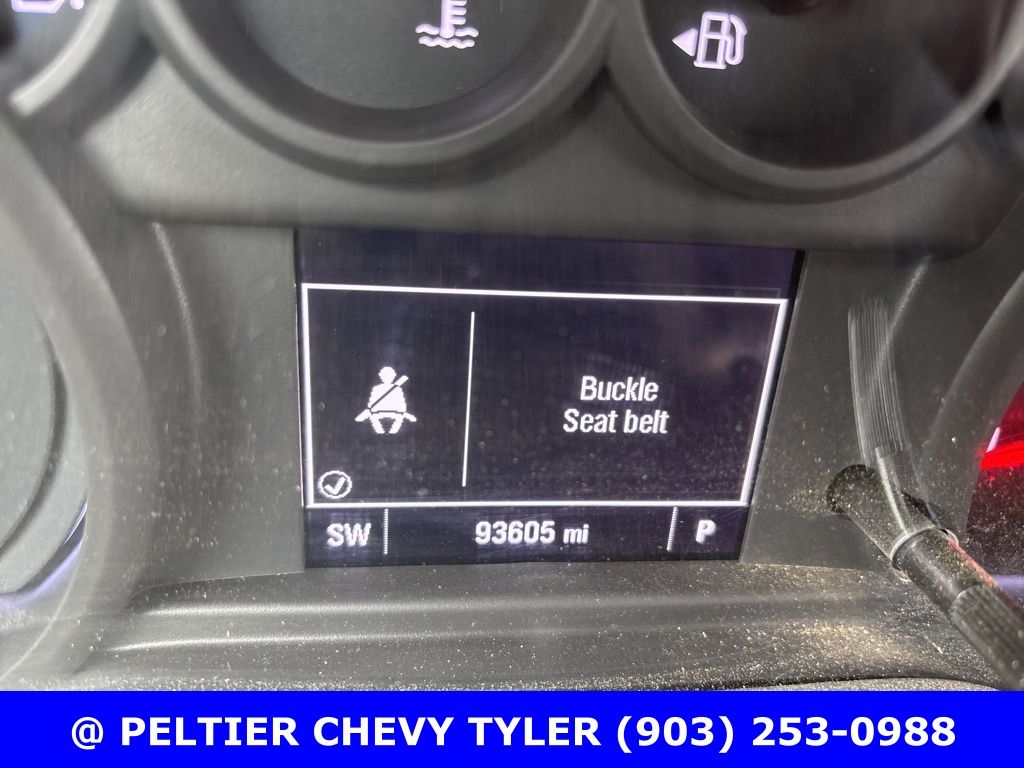 Buckle
Seat belt
SW 93605 mi P
@ PELTIER CHEVY TYLER (903) 253-0988